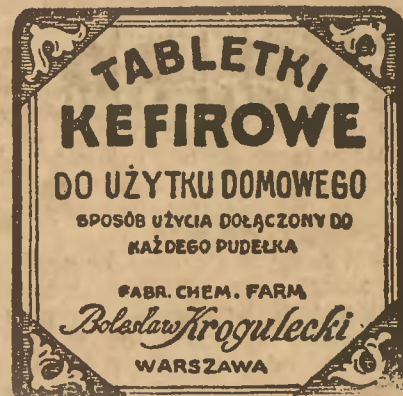 TABLETKI
KEFIROWE
DO UŻYTKU DOMOWEGO
SPOSÓB UŻYCIA DOŁĄCZONY DO
KAŻDEGO PUDEŁKA
FABR. CHEM. FARM
Bolesław Krogulecki
WARSZAWA